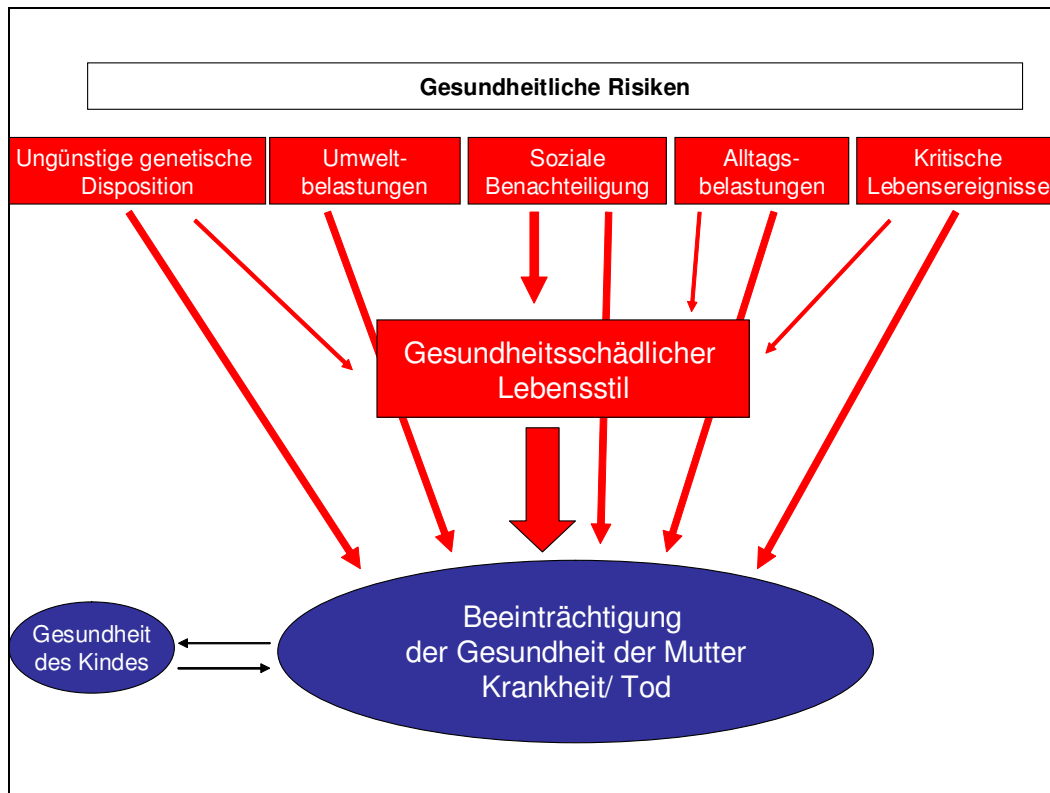 Gesundheitliche Risiken
Ungünstige genetische
Disposition
Umwelt-
belastungen
Soziale
Benachteiligung
Alltags-
belastungen
Kritische
Lebensereignisse
Gesundheitsschädlicher
Lebensstil
Beeinträchtigung
der Gesundheit der Mutter
Krankheit/ Tod
Gesundheit
des Kindes